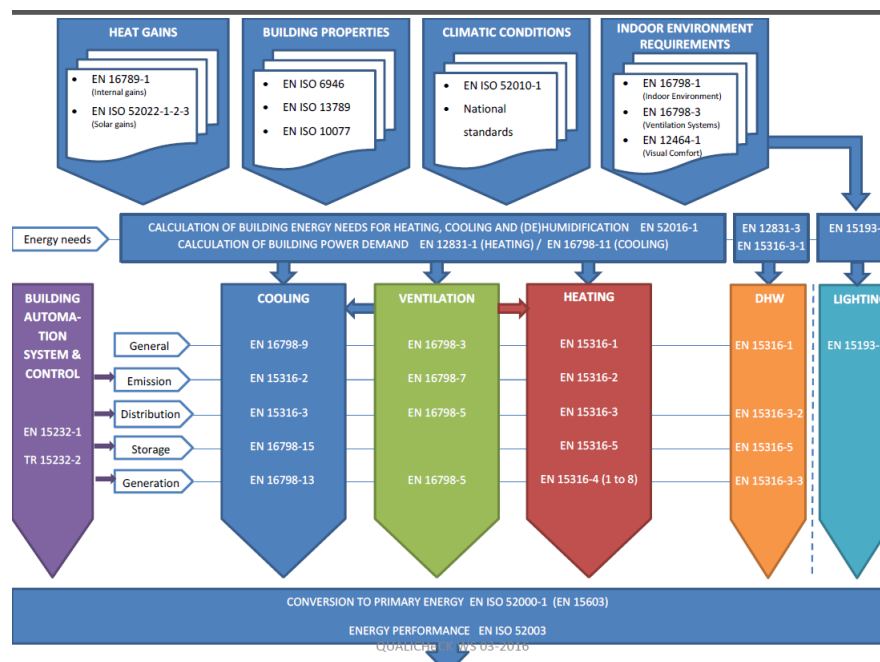 HEAT GAINS
• EN 16789-1
(Internal gains)
• EN ISO 52022-1-2-3
(Solar gains)
BUILDING PROPERTIES
• EN ISO 6946
• EN ISO 13789
• EN ISO 10077
CLIMATIC CONDITIONS
• EN ISO 52010-1
• National
standards
INDOOR ENVIRONMENT
REQUIREMENTS
• EN 16798-1
(Indoor Environment)
• EN 16798-3
(Ventilation Systems)
• EN 12464-1
(Visual Comfort)
Energy needs
CALCULATION OF BUILDING ENERGY NEEDS FOR HEATING, COOLING AND (DE)HUMIDIFICATION EN 52016-1
CALCULATION OF BUILDING POWER DEMAND EN 12831-1 (HEATING) / EN 16798-11 (COOLING)
EN 12831-3
EN 15316-3-1
EN 15193-
BUILDING
AUTOMA-
TION
SYSTEM &
CONTROL
EN 15232-1
TR 15232-2
COOLING
VENTILATION
HEATING
DHW
LIGHTING
General
EN 16798-9
EN 16798-3
EN 15316-1
EN 15316-1
EN 15193-
Emission
EN 15316-2
EN 16798-7
EN 15316-2
Distribution
EN 15316-3
EN 16798-5
EN 15316-3
EN 15316-3-2
Storage
EN 16798-15
EN 15316-5
EN 15316-5
Generation
EN 16798-13
EN 16798-5
EN 15316-4 (1 to 8)
EN 15316-3-3
CONVERSION TO PRIMARY ENERGY EN ISO 52000-1 (EN 15603)
ENERGY PERFORMANCE EN ISO 52003
QUALICHeCK WS 03-2016